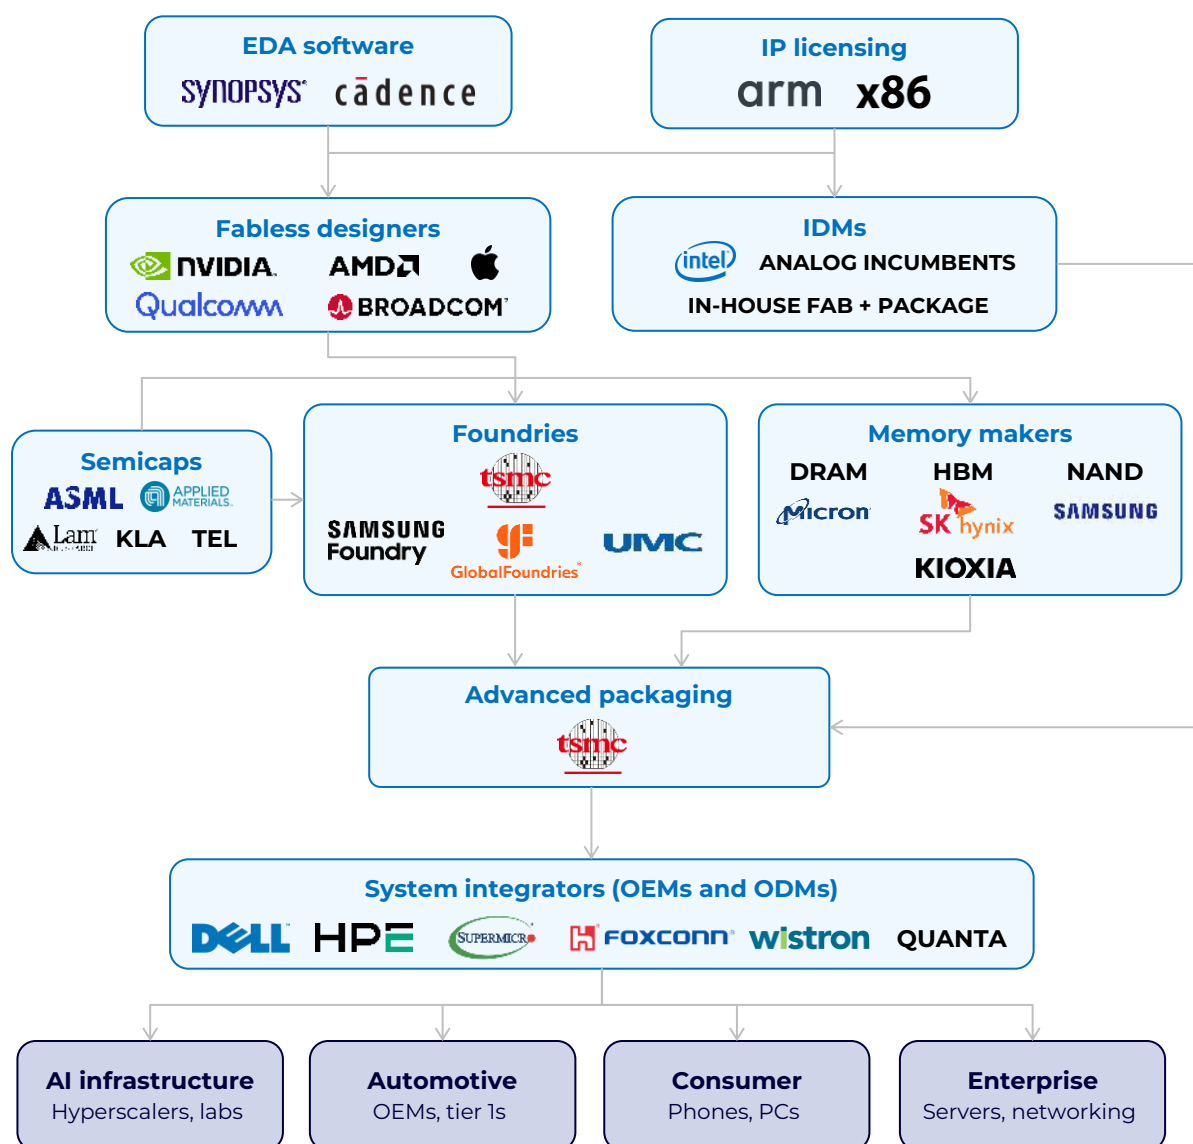 EDA software
IP licensing
SYNOPSYS®
cādence
arm
x86
Fabless designers
IDMs
NVIDIA.
AMD
intel
ANALOG INCUMBENTS
Qualcomm
BROADCOM
IN-HOUSE FAB + PACKAGE
Semicaps
ASML
APPLIED
MATERIALS
Lam
KLA
TEL
Foundries
tsmc
SAMSUNG
Foundry
GF
GlobalFoundries
UMC
Memory makers
DRAM
HBM
NAND
Micron
SK hynix
SAMSUNG
KIOXIA
Advanced packaging
tsmc
System integrators (OEMs and ODMs)
DELL
HPE
SUPERMICR
FOXCONN®
wistron
QUANTA
AI infrastructure
Hyperscalers, labs
Automotive
OEMs, tier 1s
Consumer
Phones, PCs
Enterprise
Servers, networking